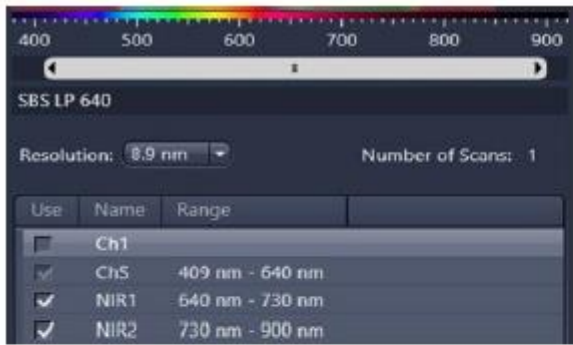 400 500 600 700 800 900
SBS LP 640
Resolution: 8.9 nm Number of Scans: 1
Use Name Range
Ch1
ChS 409 nm - 640 nm
NIR1 640 nm - 730 nm
NIR2 730 nm - 900 nm